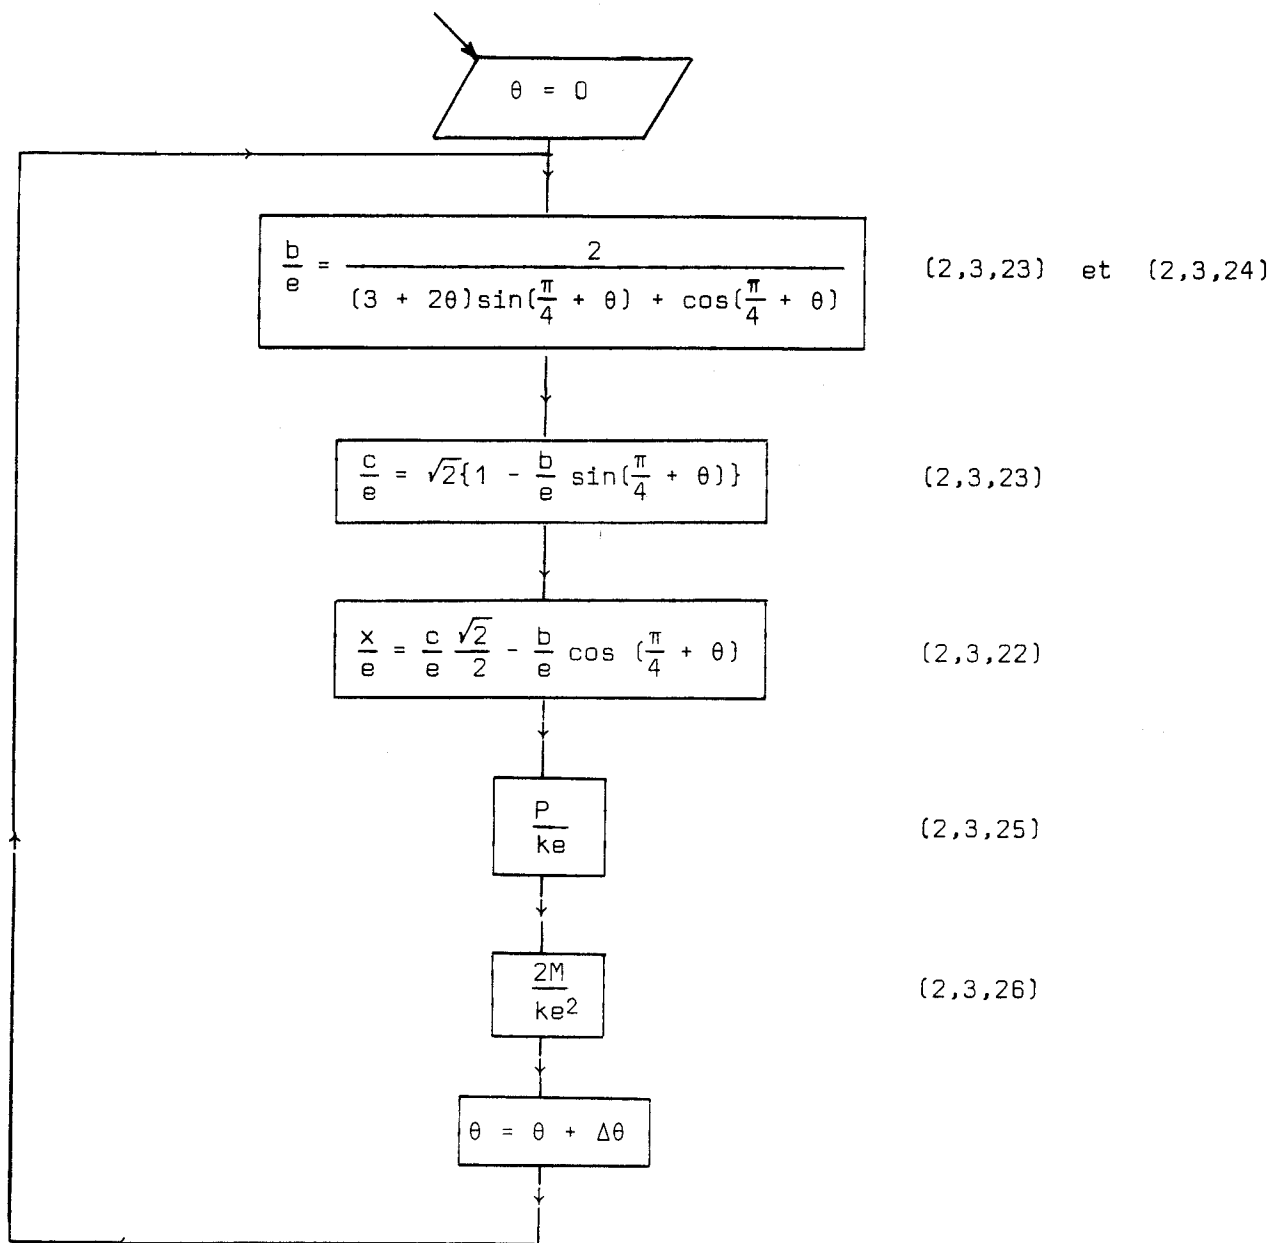 θ = 0
b/e = 2 / ((3 + 2θ)sin(π/4 + θ) + cos(π/4 + θ)) (2,3,23) et (2,3,24)
c/e = √2{1 - b/e sin(π/4 + θ)} (2,3,23)
x/e = c/e √2/2 - b/e cos (π/4 + θ) (2,3,22)
P/ke (2,3,25)
2M/ke² (2,3,26)
θ = θ + Δθ